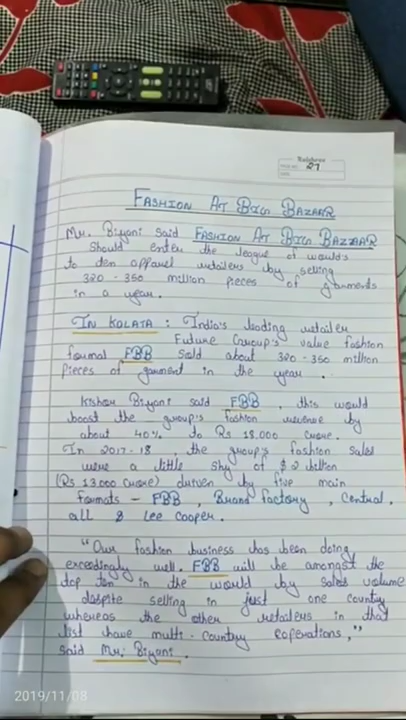 27
FASHION AT BIG BAZAAR
Mr. Biyani said FASHION AT BIG BAZAAR
Should enter the league of would's
to ten apparel retailers by selling
320 - 350 million pieces of garments
in a year.
IN KOLATA : India's leading retailer
Future Group's value fashion
format FBB sold about 320 - 350 million
pieces of garment in the year.
Kishor Biyani said FBB, this would
boost the group's fashion revenue by
about 40% to Rs 18,000 crore.
In 2017-18 the group's fashion sales
were a little shy of $ 2 billion
(Rs 13000 crore) driven by five main
Formats - FBB, Brand factory, Central,
all & Lee Cooper.
"Our fashion business has been doing
exceedingly well. FBB will be amongst the
top ten in the would by sales volume
despite selling in just one country
whereas the other retailers in that
list have multi-country operations,"
said Mr. Biyani.
2019/11/08